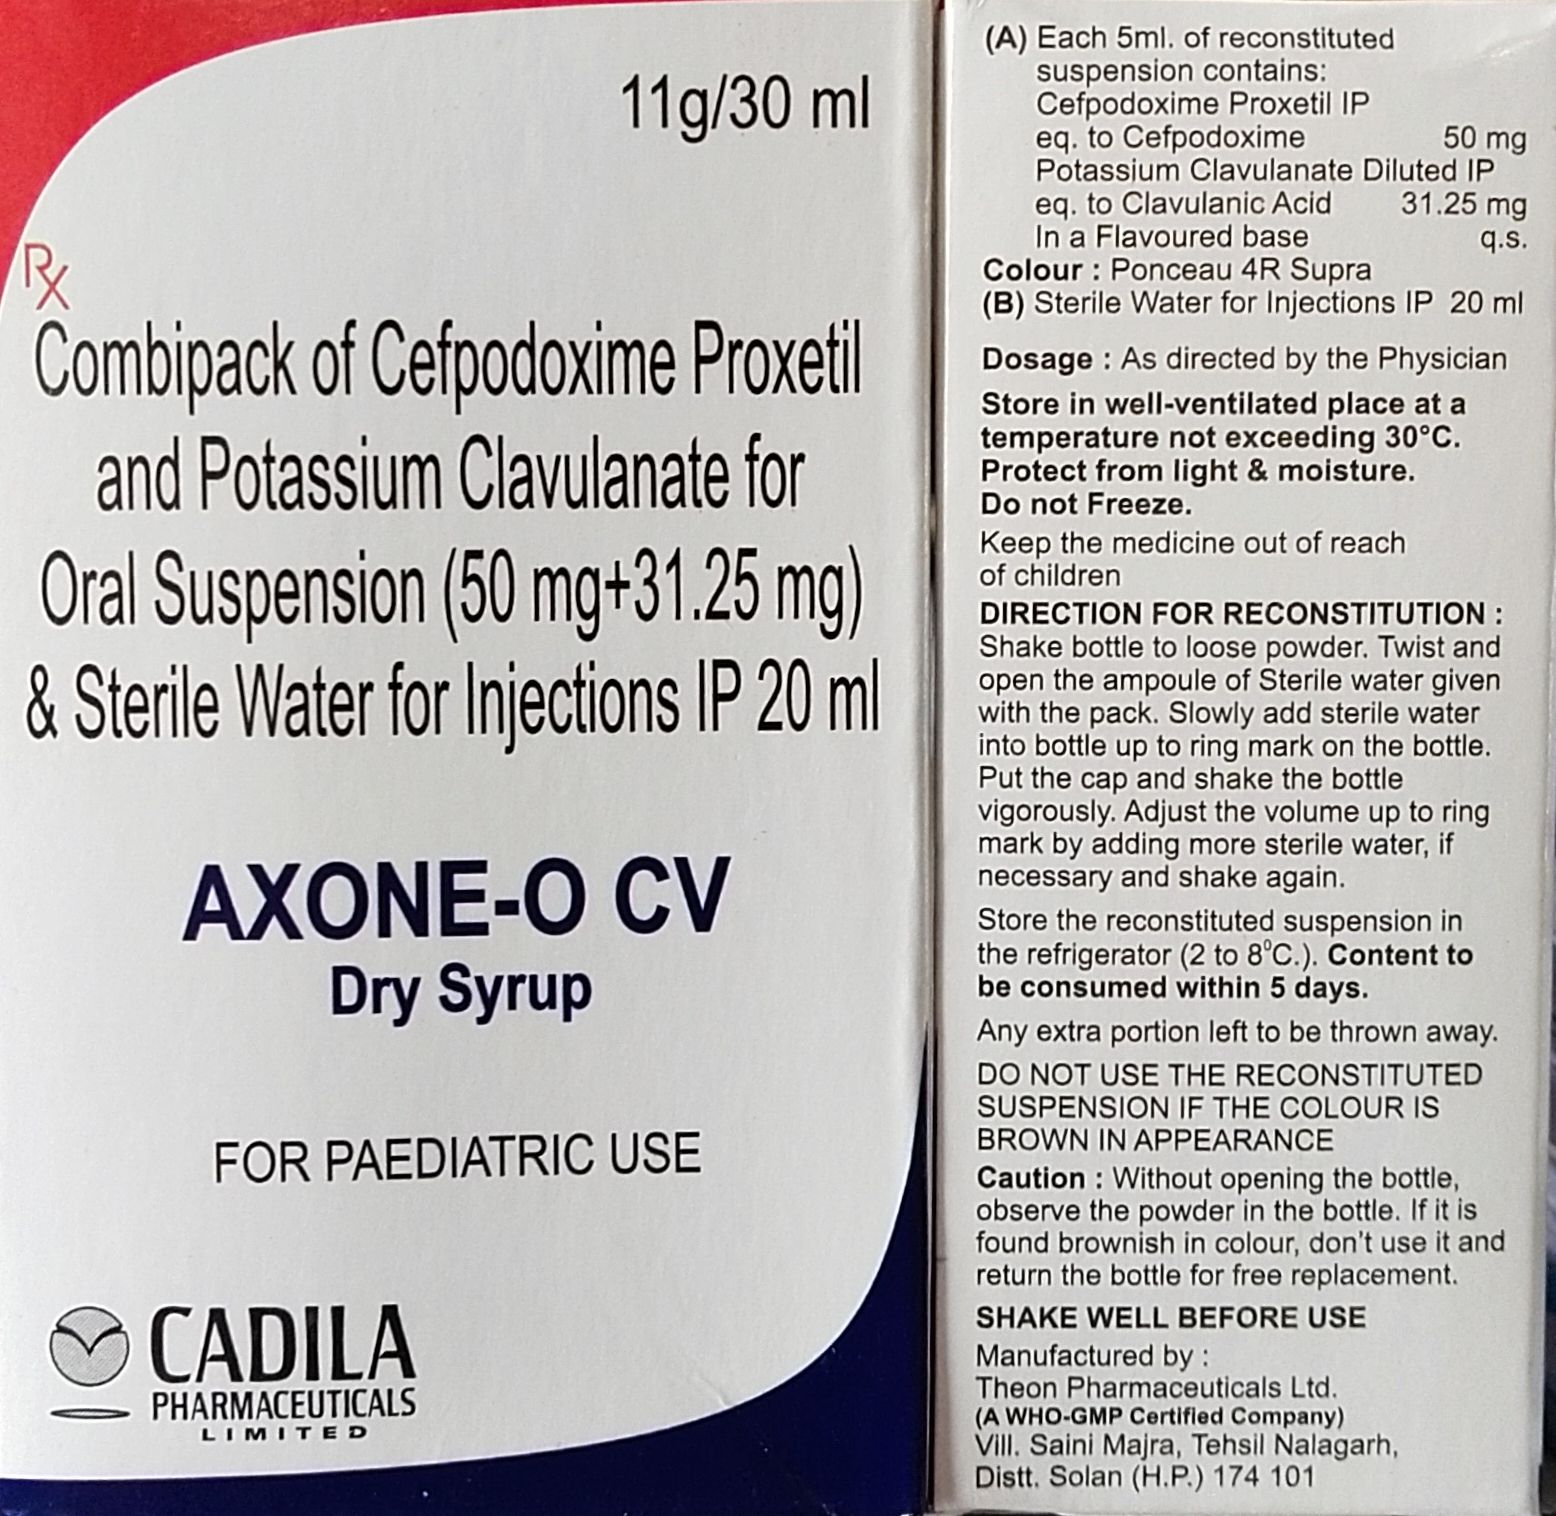 11g/30 ml
Rx
Combipack of Cefpodoxime Proxetil
and Potassium Clavulanate for
Oral Suspension (50 mg+31.25 mg)
& Sterile Water for Injections IP 20 ml
AXONE-O CV
Dry Syrup
FOR PAEDIATRIC USE
CADILA
PHARMACEUTICALS
LIMITED
(A) Each 5ml. of reconstituted
suspension contains:
Cefpodoxime Proxetil IP
eq. to Cefpodoxime 50 mg
Potassium Clavulanate Diluted IP
eq. to Clavulanic Acid 31.25 mg
In a Flavoured base q.s.
Colour : Ponceau 4R Supra
(B) Sterile Water for Injections IP 20 ml
Dosage : As directed by the Physician
Store in well-ventilated place at a
temperature not exceeding 30°C.
Protect from light & moisture.
Do not Freeze.
Keep the medicine out of reach
of children
DIRECTION FOR RECONSTITUTION :
Shake bottle to loose powder. Twist and
open the ampoule of Sterile water given
with the pack. Slowly add sterile water
into bottle up to ring mark on the bottle.
Put the cap and shake the bottle
vigorously. Adjust the volume up to ring
mark by adding more sterile water, if
necessary and shake again.
Store the reconstituted suspension in
the refrigerator (2 to 8°C.). Content to
be consumed within 5 days.
Any extra portion left to be thrown away.
DO NOT USE THE RECONSTITUTED
SUSPENSION IF THE COLOUR IS
BROWN IN APPEARANCE
Caution : Without opening the bottle,
observe the powder in the bottle. If it is
found brownish in colour, don't use it and
return the bottle for free replacement.
SHAKE WELL BEFORE USE
Manufactured by :
Theon Pharmaceuticals Ltd.
(A WHO-GMP Certified Company)
Vill. Saini Majra, Tehsil Nalagarh,
Distt. Solan (H.P.) 174 101